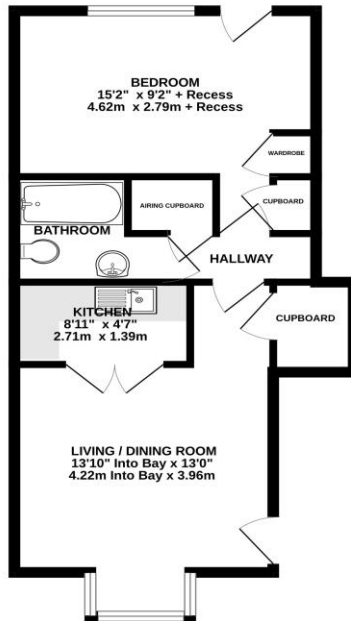 BEDROOM
15'2" x 9'2" + Recess
4.62m x 2.79m + Recess
WARDROBE
AIRING CUPBOARD
CUPBOARD
BATHROOM
HALLWAY
KITCHEN
8'11" x 4'7"
2.71m x 1.39m
CUPBOARD
LIVING / DINING ROOM
13'10" Into Bay x 13'0"
4.22m Into Bay x 3.96m